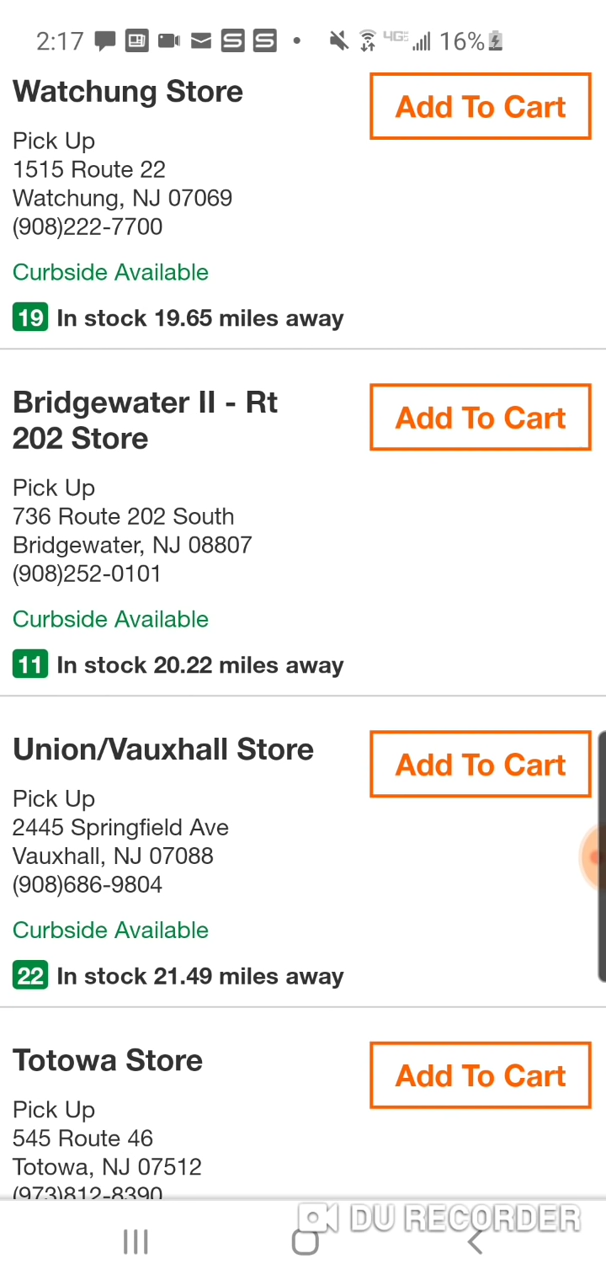 2:17 4GE 16%
Watchung Store
Add To Cart
Pick Up
1515 Route 22
Watchung, NJ 07069
(908)222-7700
Curbside Available
19 In stock 19.65 miles away
Bridgewater II - Rt
202 Store
Add To Cart
Pick Up
736 Route 202 South
Bridgewater, NJ 08807
(908)252-0101
Curbside Available
11 In stock 20.22 miles away
Union/Vauxhall Store
Add To Cart
Pick Up
2445 Springfield Ave
Vauxhall, NJ 07088
(908)686-9804
Curbside Available
22 In stock 21.49 miles away
Totowa Store
Add To Cart
Pick Up
545 Route 46
Totowa, NJ 07512
(973)812-8390
DU RECORDER